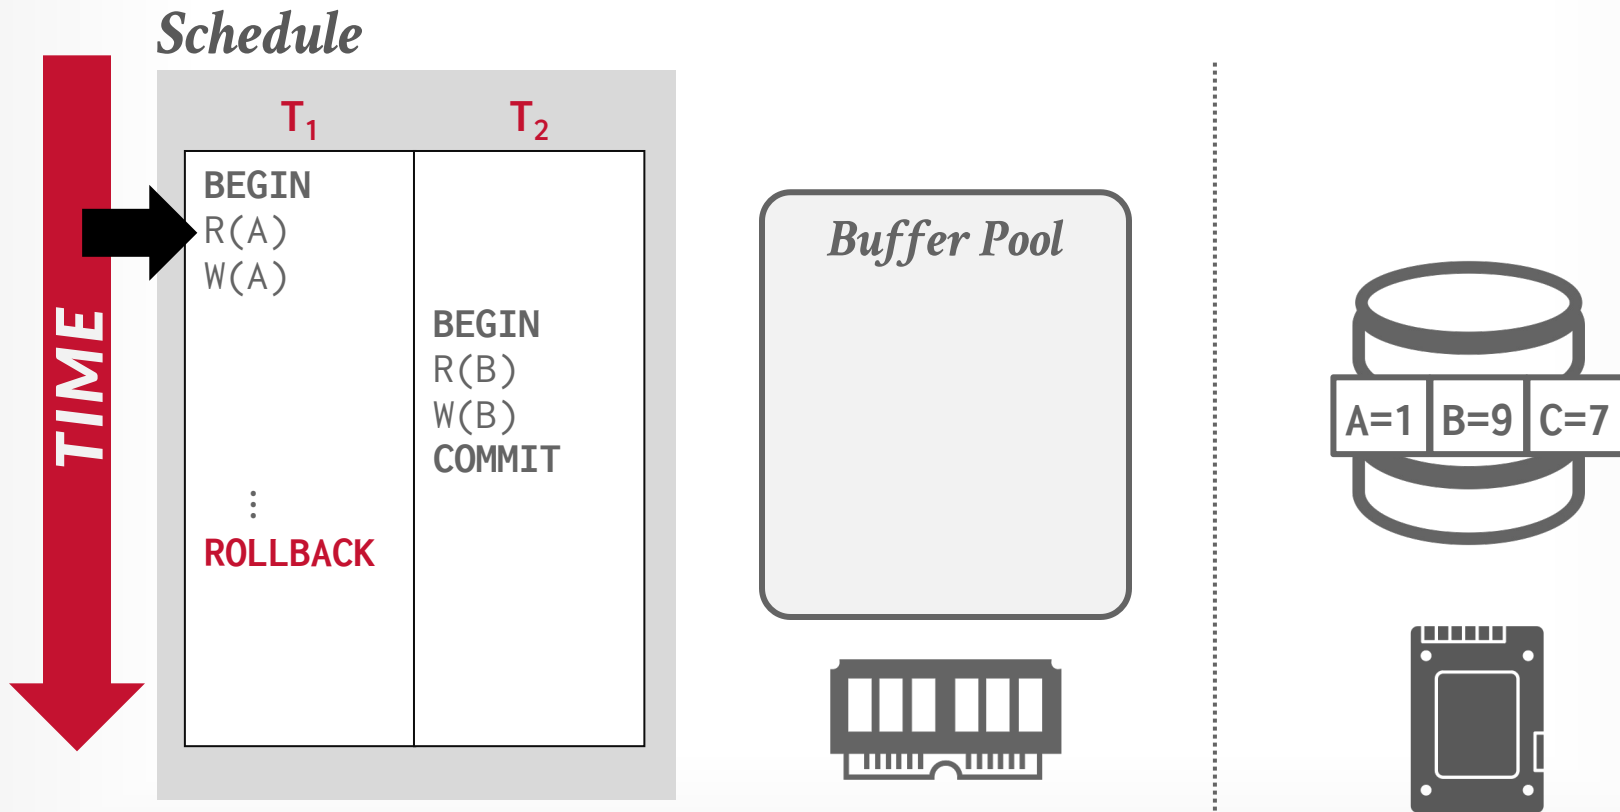 Schedule
TIME
T₁ T₂
BEGIN
R(A)
W(A)
BEGIN
R(B)
W(B)
COMMIT
⋮
ROLLBACK
Buffer Pool
A=1 B=9 C=7